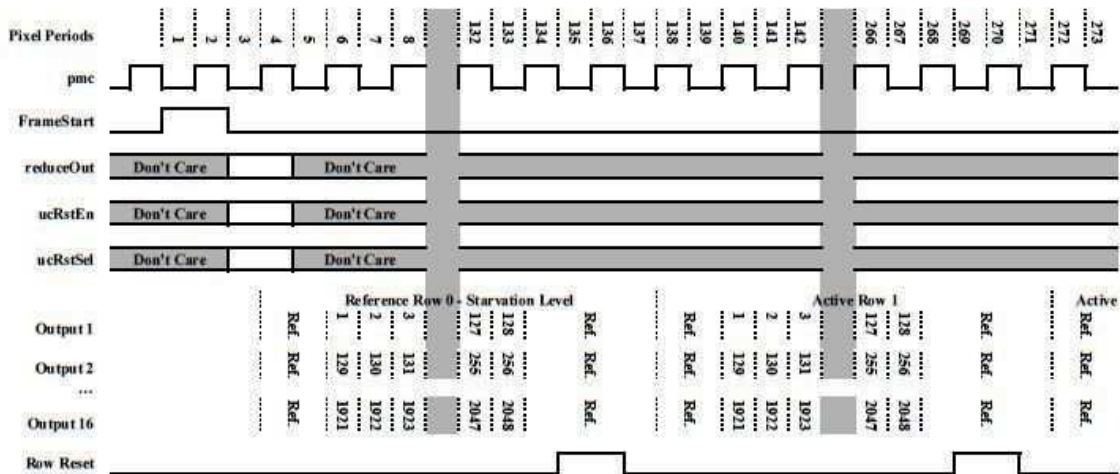 Pixel Periods 1 2 3 4 5 6 7 8 132 133 134 135 136 137 138 139 140 141 142 266 267 268 269 270 271 272 273
pmc
FrameStart
reduceOut Don't Care Don't Care
ucRstEn Don't Care Don't Care
ucRstSel Don't Care Don't Care
Reference Row 0 - Starvation Level Active Row 1 Active
Output 1 Ref. 1 2 3 127 128 Ref. Ref. 1 2 3 127 128 Ref. Ref.
Output 2 Ref. 129 130 131 255 256 Ref. Ref. 129 130 131 255 256 Ref. Ref.
...
Output 16 Ref. 1921 1922 1923 2047 2048 Ref. Ref. 1921 1922 1923 2047 2048 Ref. Ref.
Row Reset